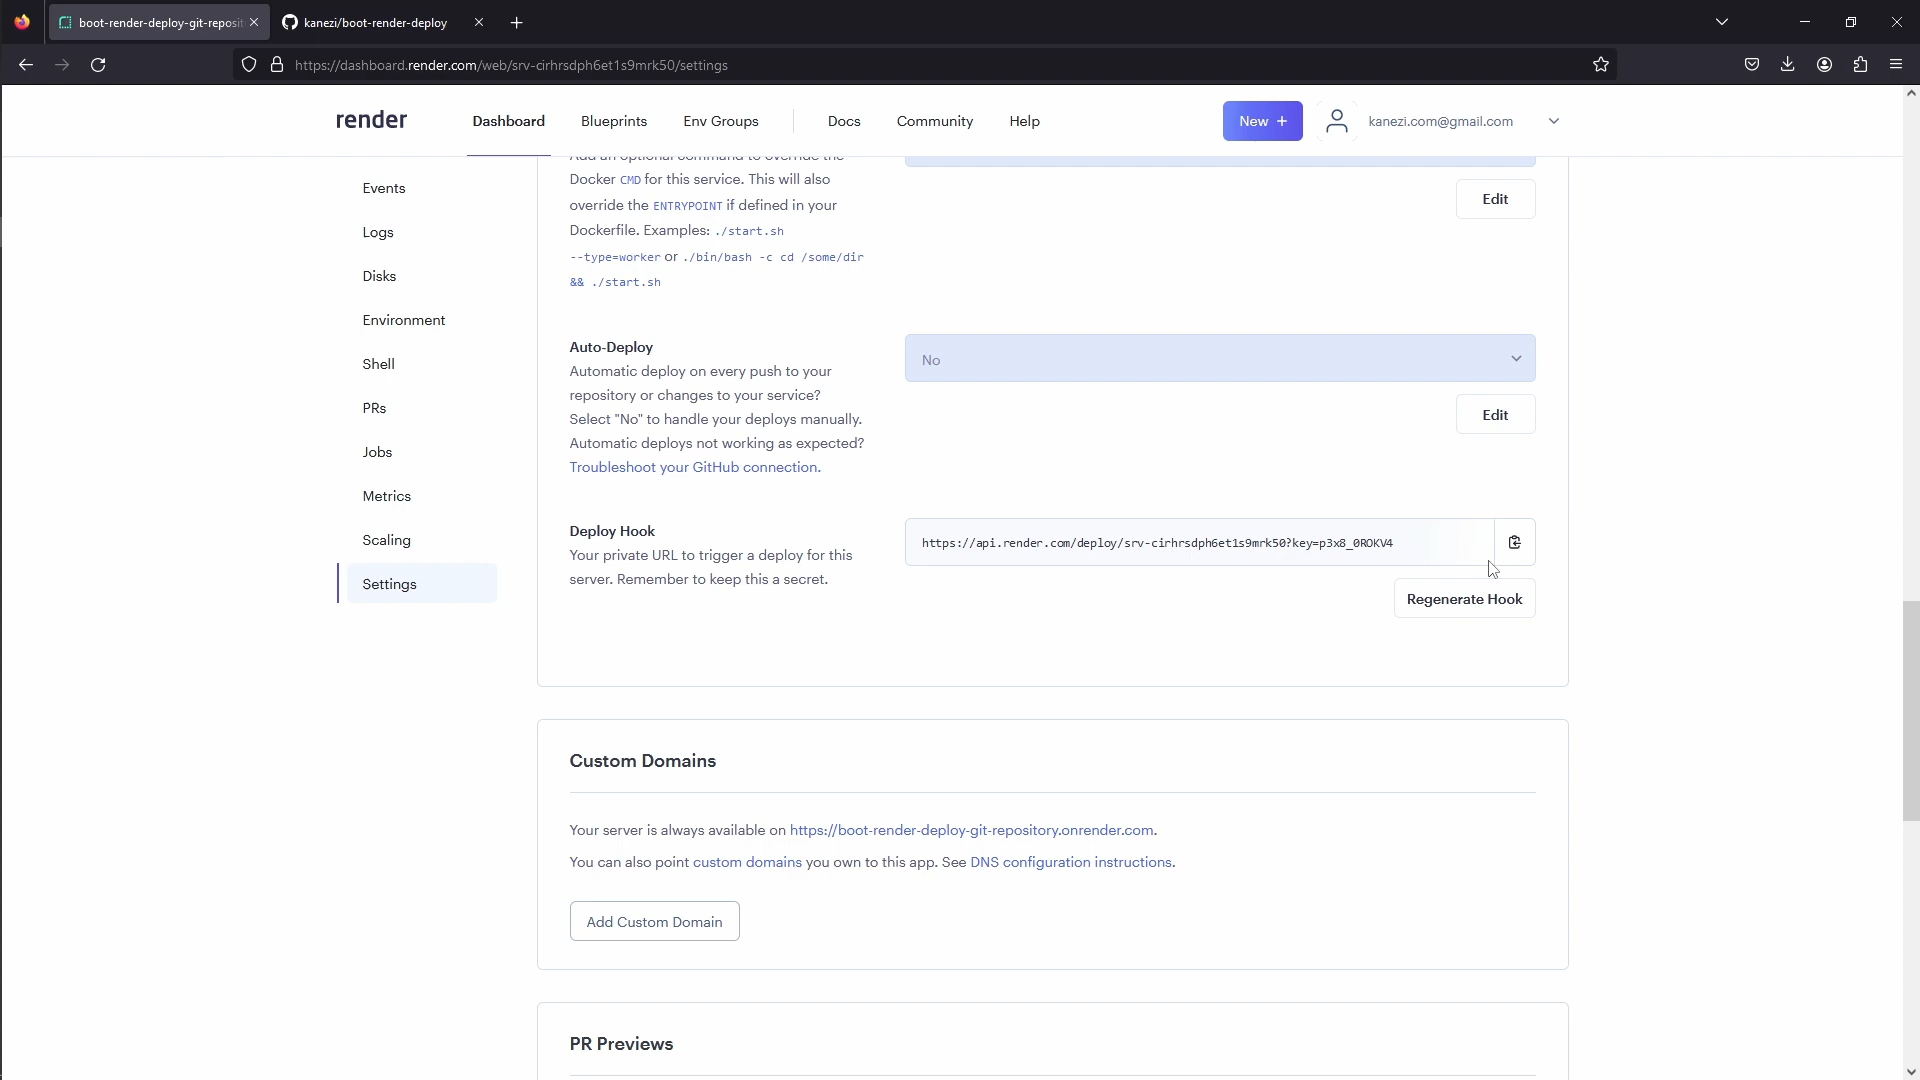 boot-render-deploy-git-reposit
kanezi/boot-render-deploy
https://dashboard.render.com/web/srv-cirhrsdph6et1s9mrk50/settings
render
Dashboard
Blueprints
Env Groups
Docs
Community
Help
New +
kanezi.com@gmail.com
Events
Logs
Disks
Environment
Shell
PRs
Jobs
Metrics
Scaling
Settings
Add an optional command to override the
Docker CMD for this service. This will also
override the ENTRYPOINT if defined in your
Dockerfile. Examples: ./start.sh
--type=worker or ./bin/bash -c cd /some/dir
&& ./start.sh
Edit
Auto-Deploy
Automatic deploy on every push to your
repository or changes to your service?
Select "No" to handle your deploys manually.
Automatic deploys not working as expected?
Troubleshoot your GitHub connection.
No
Edit
Deploy Hook
Your private URL to trigger a deploy for this
server. Remember to keep this a secret.
https://api.render.com/deploy/srv-cirhrsdph6et1s9mrk50?key=p3x8_0ROKV4
Regenerate Hook
Custom Domains
Your server is always available on https://boot-render-deploy-git-repository.onrender.com.
You can also point custom domains you own to this app. See DNS configuration instructions.
Add Custom Domain
PR Previews